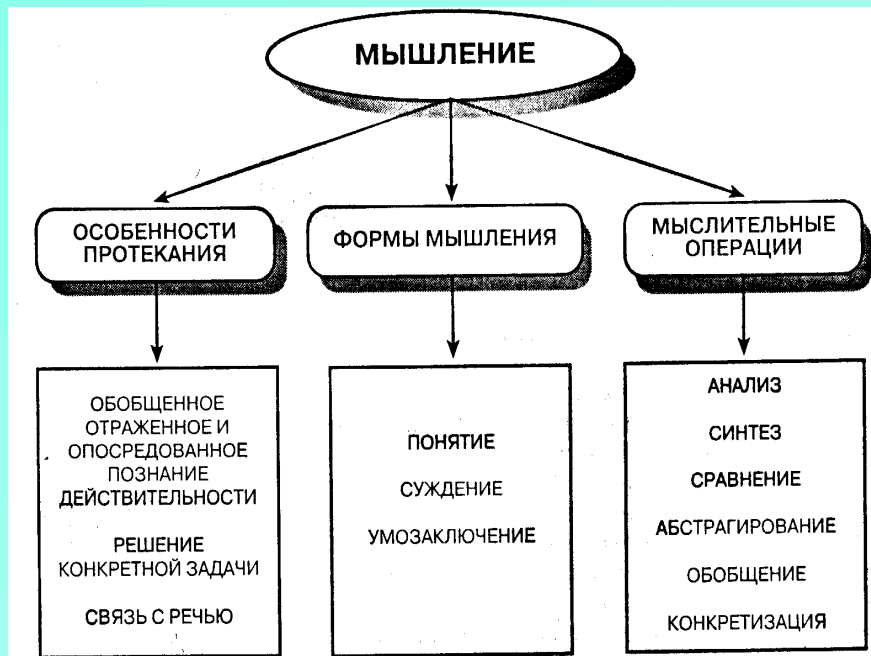 МЫШЛЕНИЕ
ОСОБЕННОСТИ
ПРОТЕКАНИЯ
ФОРМЫ МЫШЛЕНИЯ
МЫСЛИТЕЛЬНЫЕ
ОПЕРАЦИИ
ОБОБЩЕННОЕ
ОТРАЖЕННОЕ И
ОПОСРЕДОВАННОЕ
ПОЗНАНИЕ
ДЕЙСТВИТЕЛЬНОСТИ
РЕШЕНИЕ
КОНКРЕТНОЙ ЗАДАЧИ
СВЯЗЬ С РЕЧЬЮ
ПОНЯТИЕ
СУЖДЕНИЕ
УМОЗАКЛЮЧЕНИЕ
АНАЛИЗ
СИНТЕЗ
СРАВНЕНИЕ
АБСТРАГИРОВАНИЕ
ОБОБЩЕНИЕ
КОНКРЕТИЗАЦИЯ